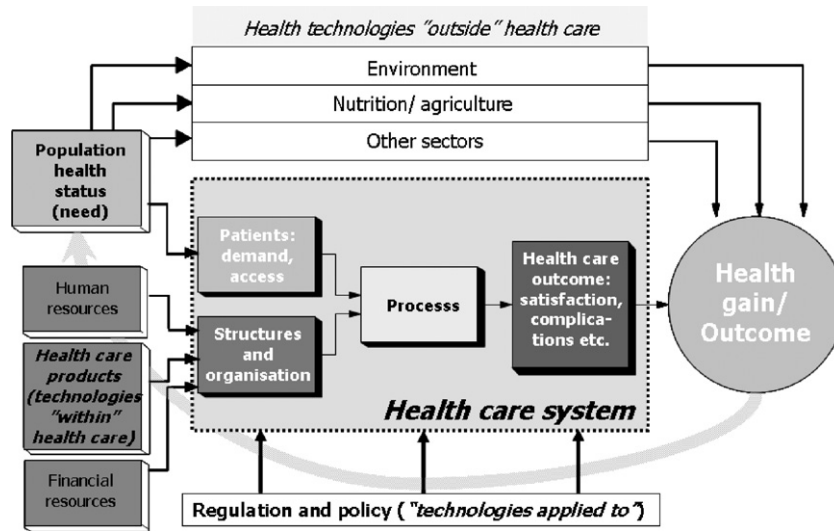 Health technologies "outside" health care
Environment
Nutrition/ agriculture
Other sectors
Population
health
status
(need)
Patients:
demand,
access
Human
resources
Structures
and
organisation
Processs
Health care
outcome:
satisfaction,
complica-
tions etc.
Health
gain/
Outcome
Health care
products
(technologies
"within"
health care)
Health care system
Financial
resources
Regulation and policy ( "technologies applied to")